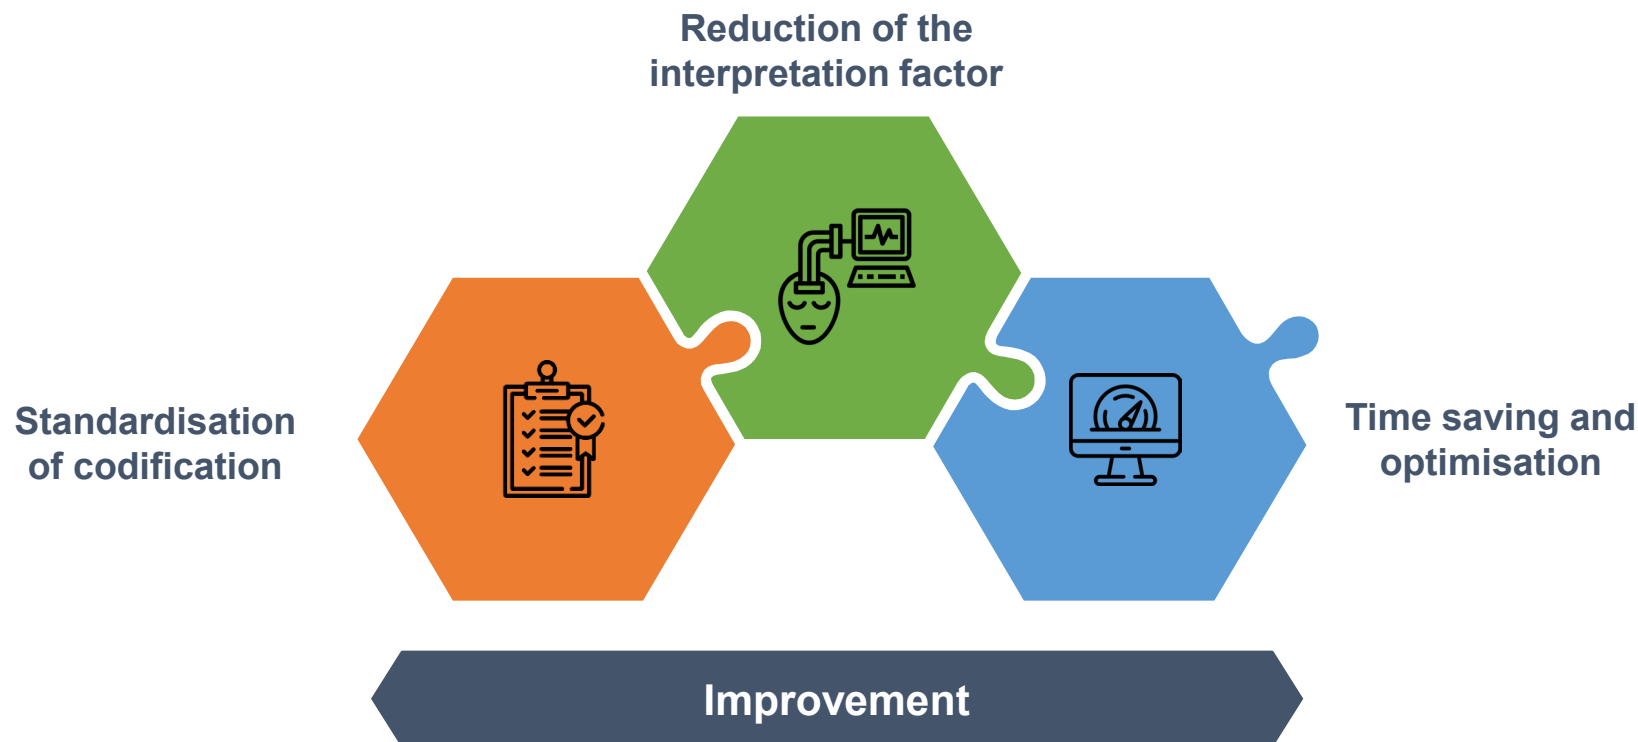 Reduction of the
interpretation factor
Standardisation
of codification
Time saving and
optimisation
Improvement